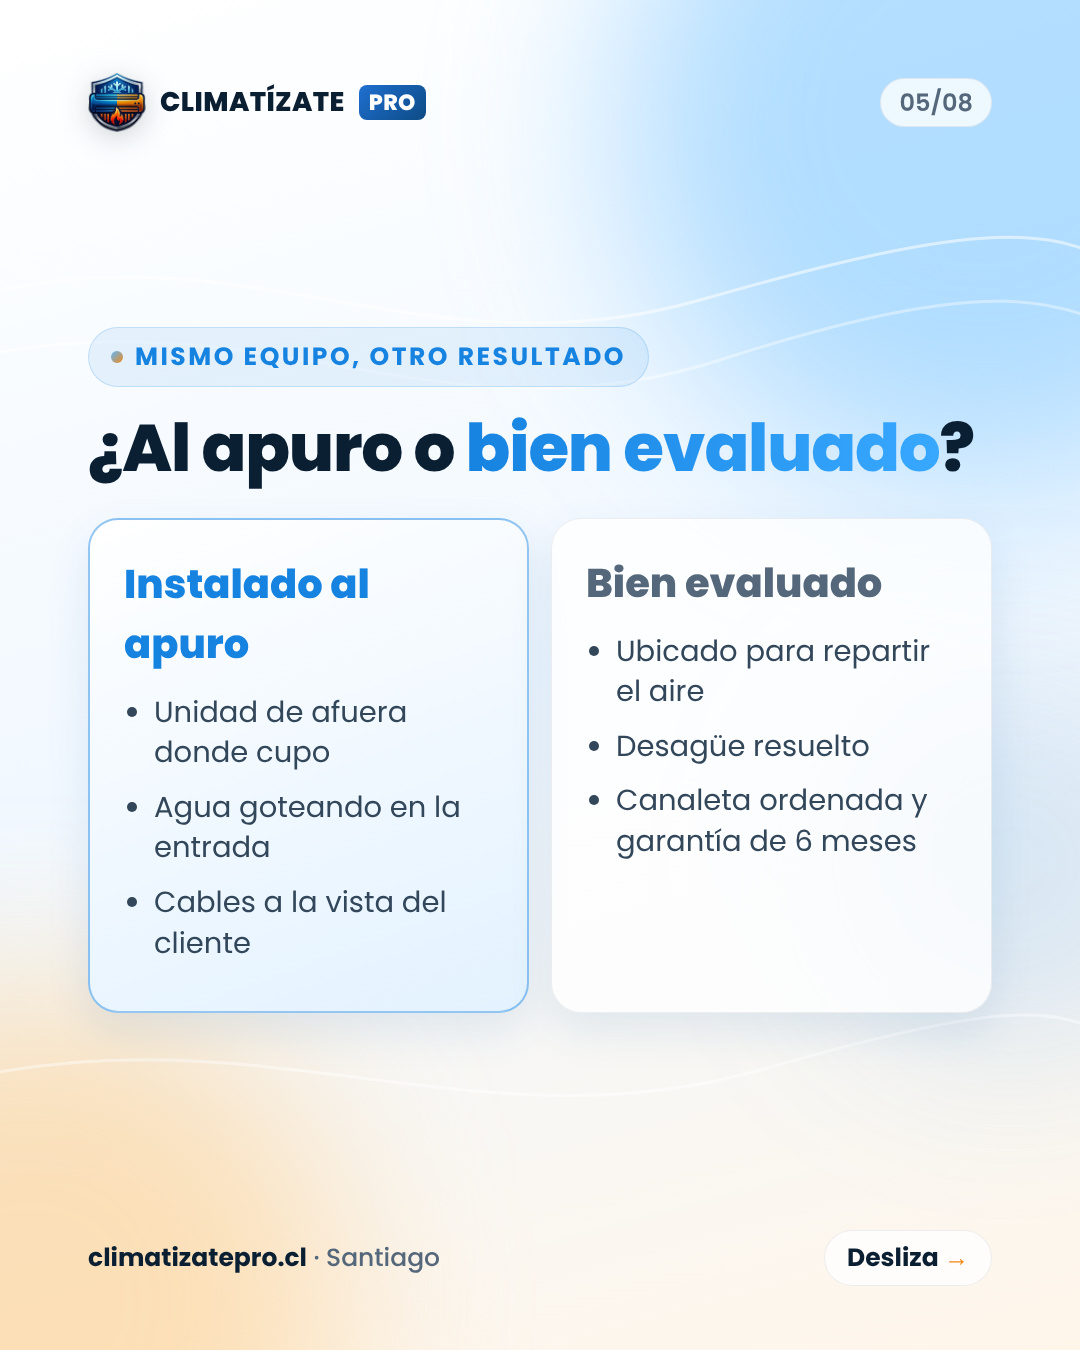 CLIMATÍZATE PRO
05/08
MISMO EQUIPO, OTRO RESULTADO
¿Al apuro o bien evaluado?
Instalado al
apuro
• Unidad de afuera
donde cupo
• Agua goteando en la
entrada
• Cables a la vista del
cliente
Bien evaluado
• Ubicado para repartir
el aire
• Desagüe resuelto
• Canaleta ordenada y
garantía de 6 meses
climatizatepro.cl · Santiago
Desliza →